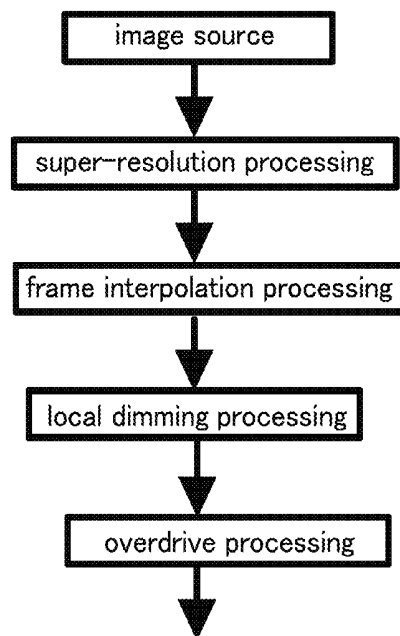 image source
super-resolution processing
frame interpolation processing
local dimming processing
overdrive processing